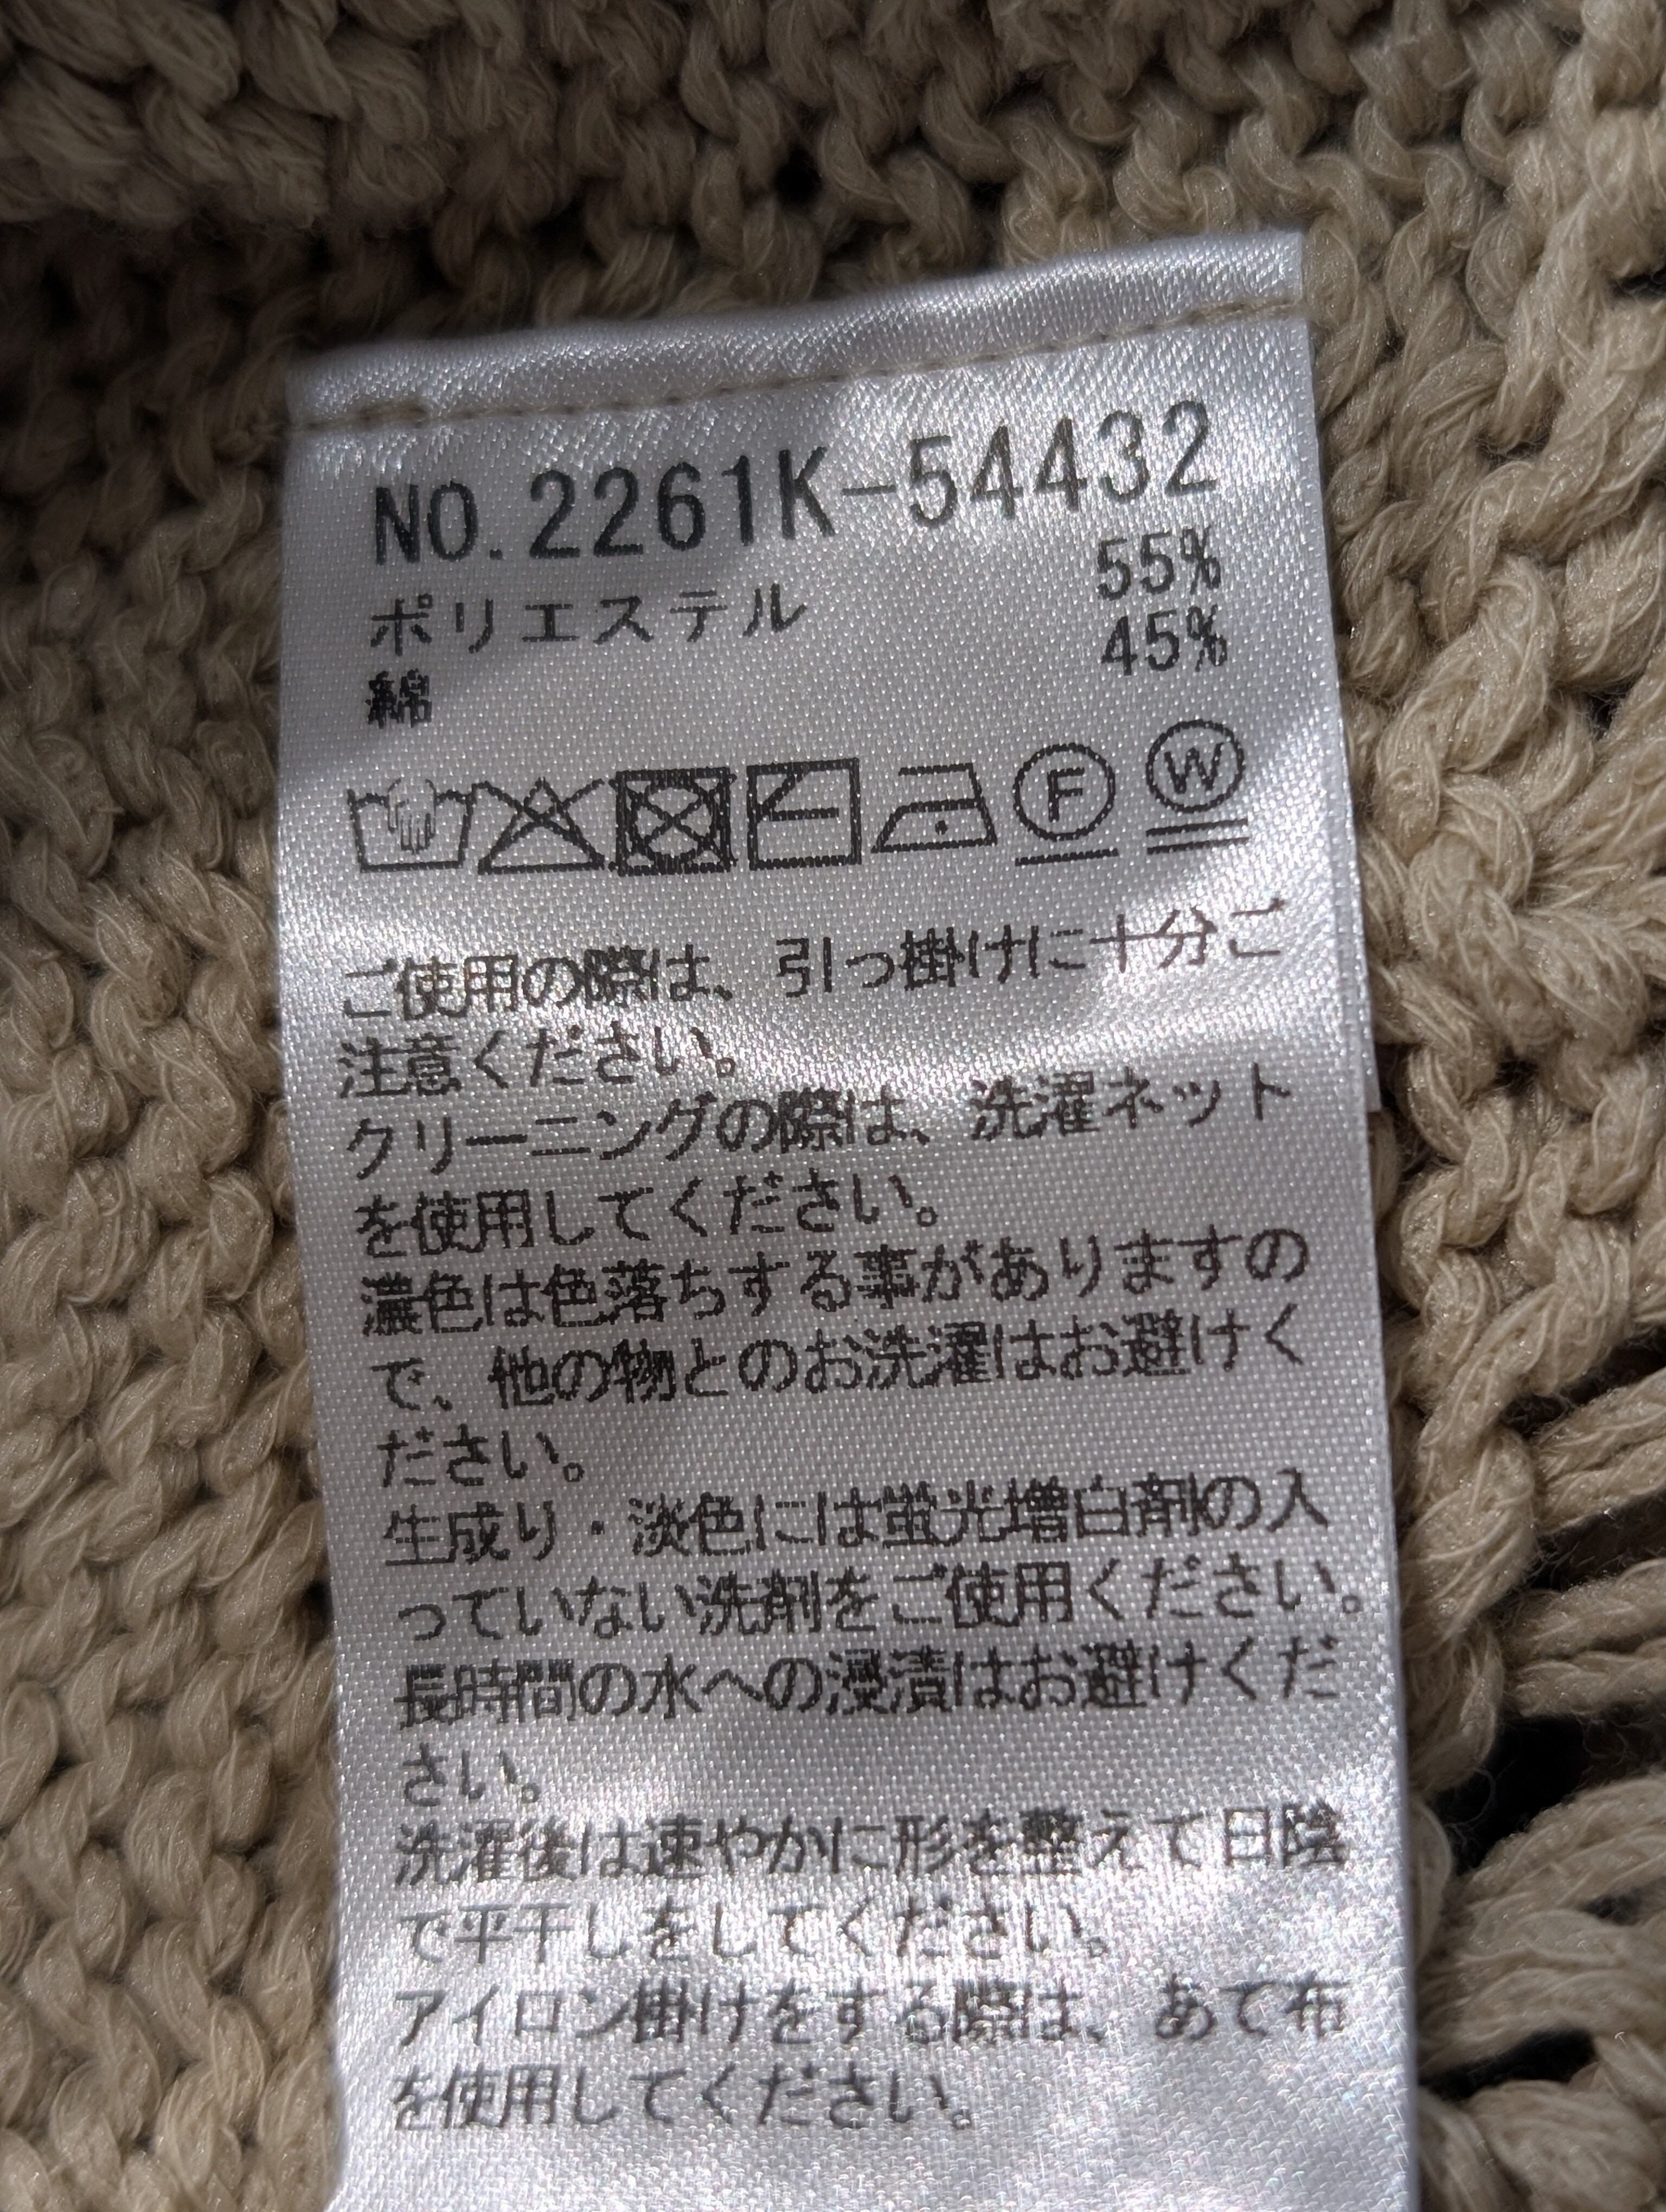 NO.2261K-54432
ポリエステル 55%
綿 45%
F W
ご使用の際は、引っ掛けに十分ご
注意ください。
クリーニングの際は、洗濯ネット
を使用してください。
濃色は色落ちする事がありますの
で、他の物とのお洗濯はお避けく
ださい。
生成り・淡色には蛍光増白剤の入
っていない洗剤をご使用ください。
長時間の水への浸漬はお避けくだ
さい。
洗濯後は速やかに形を整えて日陰
で平干しをしてください。
アイロン掛けをする際は、あて布
を使用してください。